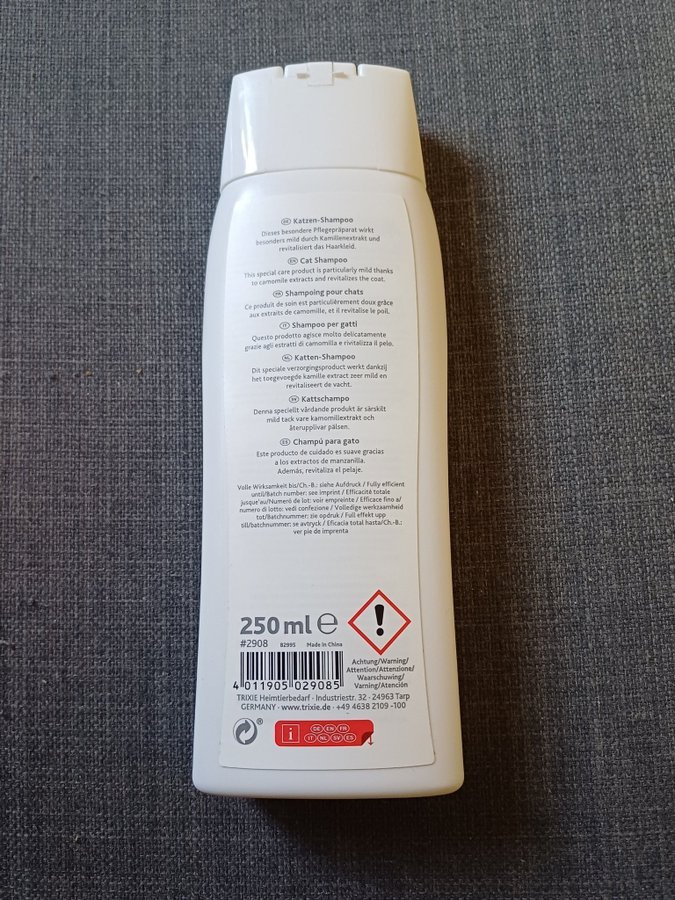 DE Katzen-Shampoo
Dieses besondere Pflegepräparat wirkt
besonders mild durch Kamillenextrakt und
revitalisiert das Haarkleid.
EN Cat Shampoo
This special care product is particularly mild thanks
to camomile extracts and revitalizes the coat.
FR Shampoing pour chats
Ce produit de soin est particulièrement doux grâce
aux extraits de camomille, et il revitalise le poil.
IT Shampoo per gatti
Questo prodotto agisce molto delicatamente
grazie agli estratti di camomilla e rivitalizza il pelo.
NL Katten-Shampoo
Dit speciale verzorgingsproduct werkt dankzij
het toegevoegde kamille extract zeer mild en
revitaliseert de vacht.
SV Kattschampo
Denna speciellt vårdande produkt är särskilt
mild tack vare kamomillextrakt och
återupplivar pälsen.
ES Champú para gato
Este producto de cuidado es suave gracias
a los extractos de manzanilla.
Además, revitaliza el pelaje.
Volle Wirksamkeit bis/Ch.-B.: siehe Aufdruck / Fully efficient
until/Batch number: see imprint / Efficacité totale
jusque'au/Numéro de lot: voir empreinte / Efficace fino a/
numero di lotto: vedi confezione / Volledige werkzaamheid
tot/Batchnummer: zie opdruk / Full effekt upp
till/batchnummer: se avtryck / Eficacia total hasta/Ch.-B.:
ver pie de imprenta
250 ml e
#2908 82995 Made in China
4 011905 029085
Achtung/Warning/
Attention/Attenzione/
Waarschuwing/
Varning/Atención
TRIXIE Heimtierbedarf · Industriestr. 32 · 24963 Tarp
GERMANY · www.trixie.de · +49 4638 2109 -100
®
i DE EN FR
IT NL SV ES